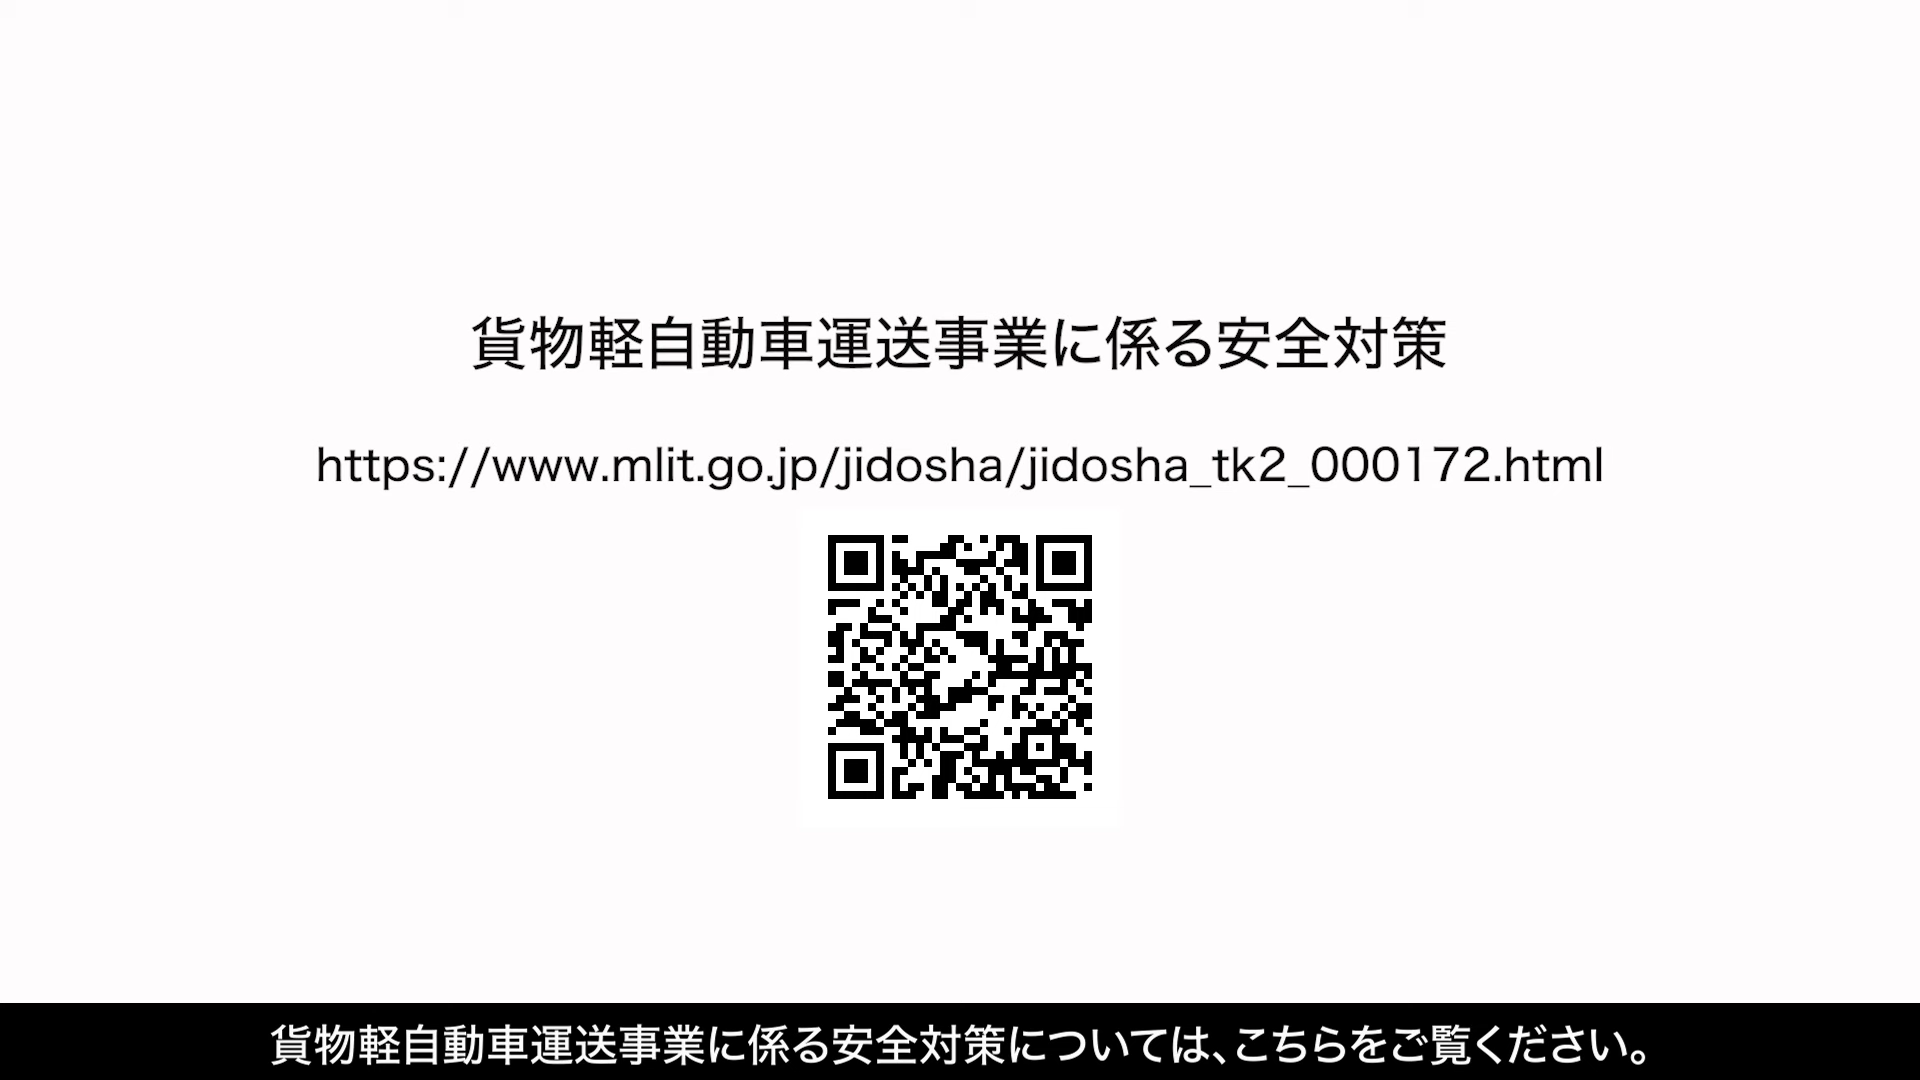 貨物軽自動車運送事業に係る安全対策
https://www.mlit.go.jp/jidosha/jidosha_tk2_000172.html
貨物軽自動車運送事業に係る安全対策については、こちらをご覧ください。